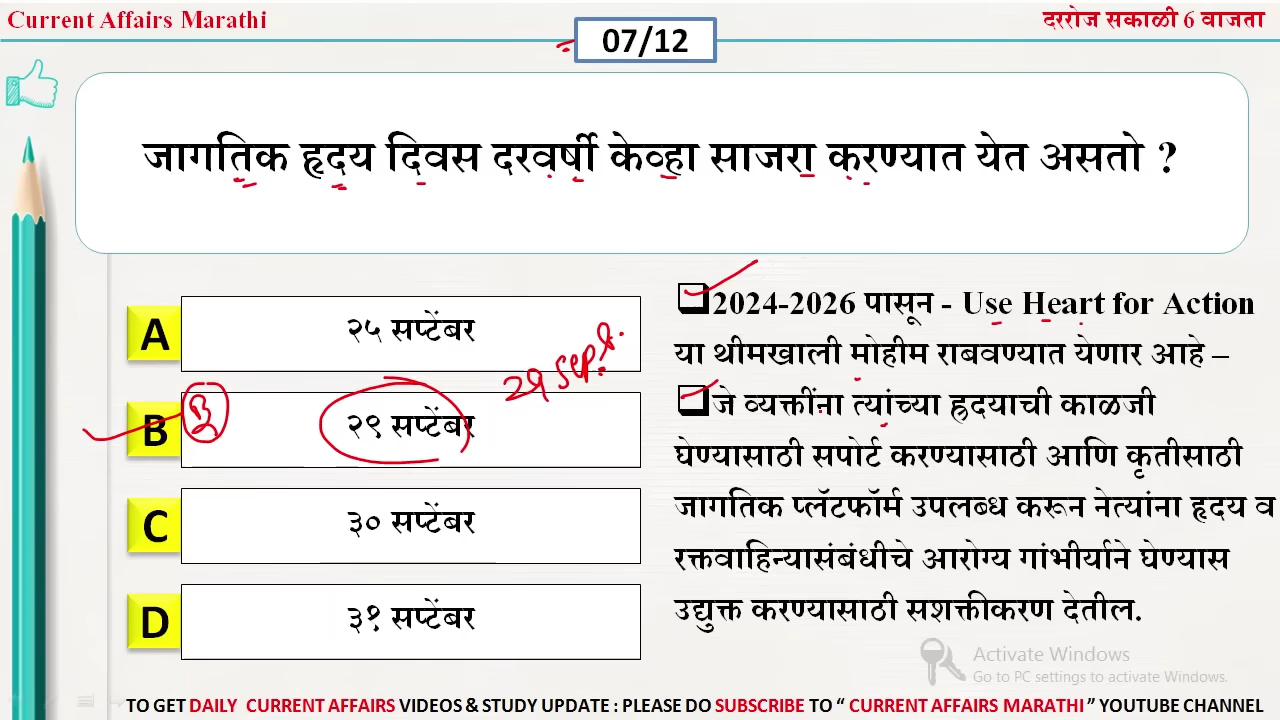 Current Affairs Marathi
दररोज सकाळी 6 वाजता
07/12
जागतिक हृदय दिवस दरवर्षी केव्हा साजरा करण्यात येत असतो ?
A २५ सप्टेंबर
B २९ सप्टेंबर
B
29 Sept.
C ३० सप्टेंबर
D ३१ सप्टेंबर
2024-2026 पासून - Use Heart for Action
या थीमखाली मोहीम राबवण्यात येणार आहे –
जे व्यक्तींना त्यांच्या ह्रदयाची काळजी
घेण्यासाठी सपोर्ट करण्यासाठी आणि कृतीसाठी
जागतिक प्लॅटफॉर्म उपलब्ध करून नेत्यांना हृदय व
रक्तवाहिन्यासंबंधीचे आरोग्य गांभीर्याने घेण्यास
उद्युक्त करण्यासाठी सशक्तीकरण देतील.
Activate Windows
Go to PC settings to activate Windows.
TO GET DAILY CURRENT AFFAIRS VIDEOS & STUDY UPDATE : PLEASE DO SUBSCRIBE TO “ CURRENT AFFAIRS MARATHI ” YOUTUBE CHANNEL